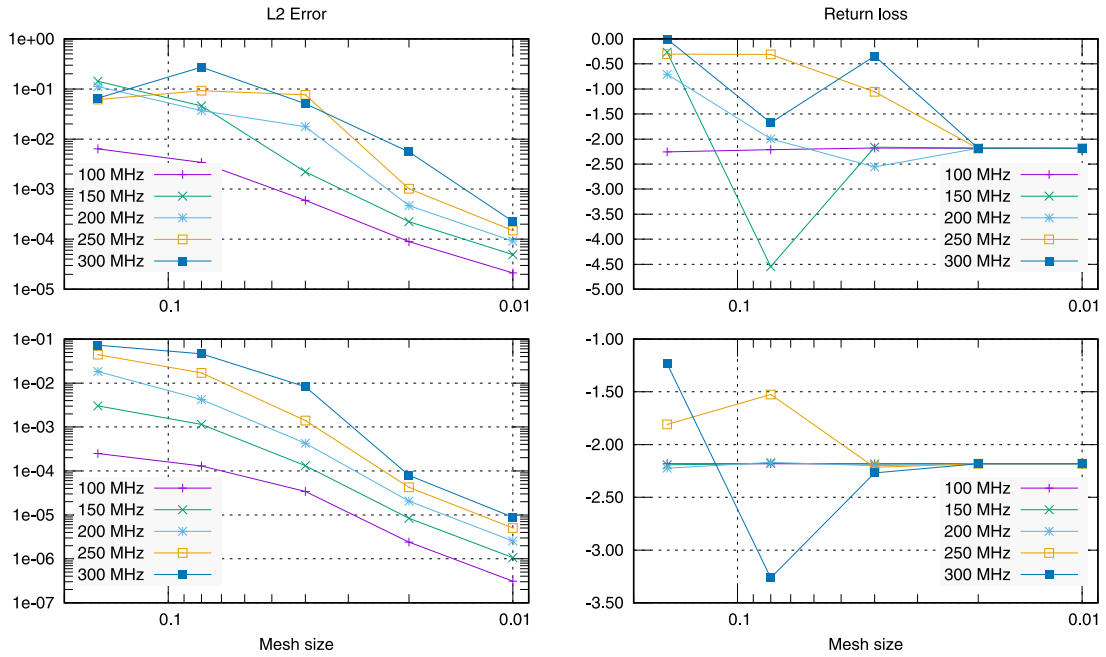 L2 Error
1e+00
1e-01
1e-02
1e-03
1e-04
1e-05
100 MHz
150 MHz
200 MHz
250 MHz
300 MHz
0.1
0.01
Return loss
0.00
-0.50
-1.00
-1.50
-2.00
-2.50
-3.00
-3.50
-4.00
-4.50
-5.00
100 MHz
150 MHz
200 MHz
250 MHz
300 MHz
0.1
0.01
1e-01
1e-02
1e-03
1e-04
1e-05
1e-06
1e-07
100 MHz
150 MHz
200 MHz
250 MHz
300 MHz
0.1
0.01
Mesh size
-1.00
-1.50
-2.00
-2.50
-3.00
-3.50
100 MHz
150 MHz
200 MHz
250 MHz
300 MHz
0.1
0.01
Mesh size